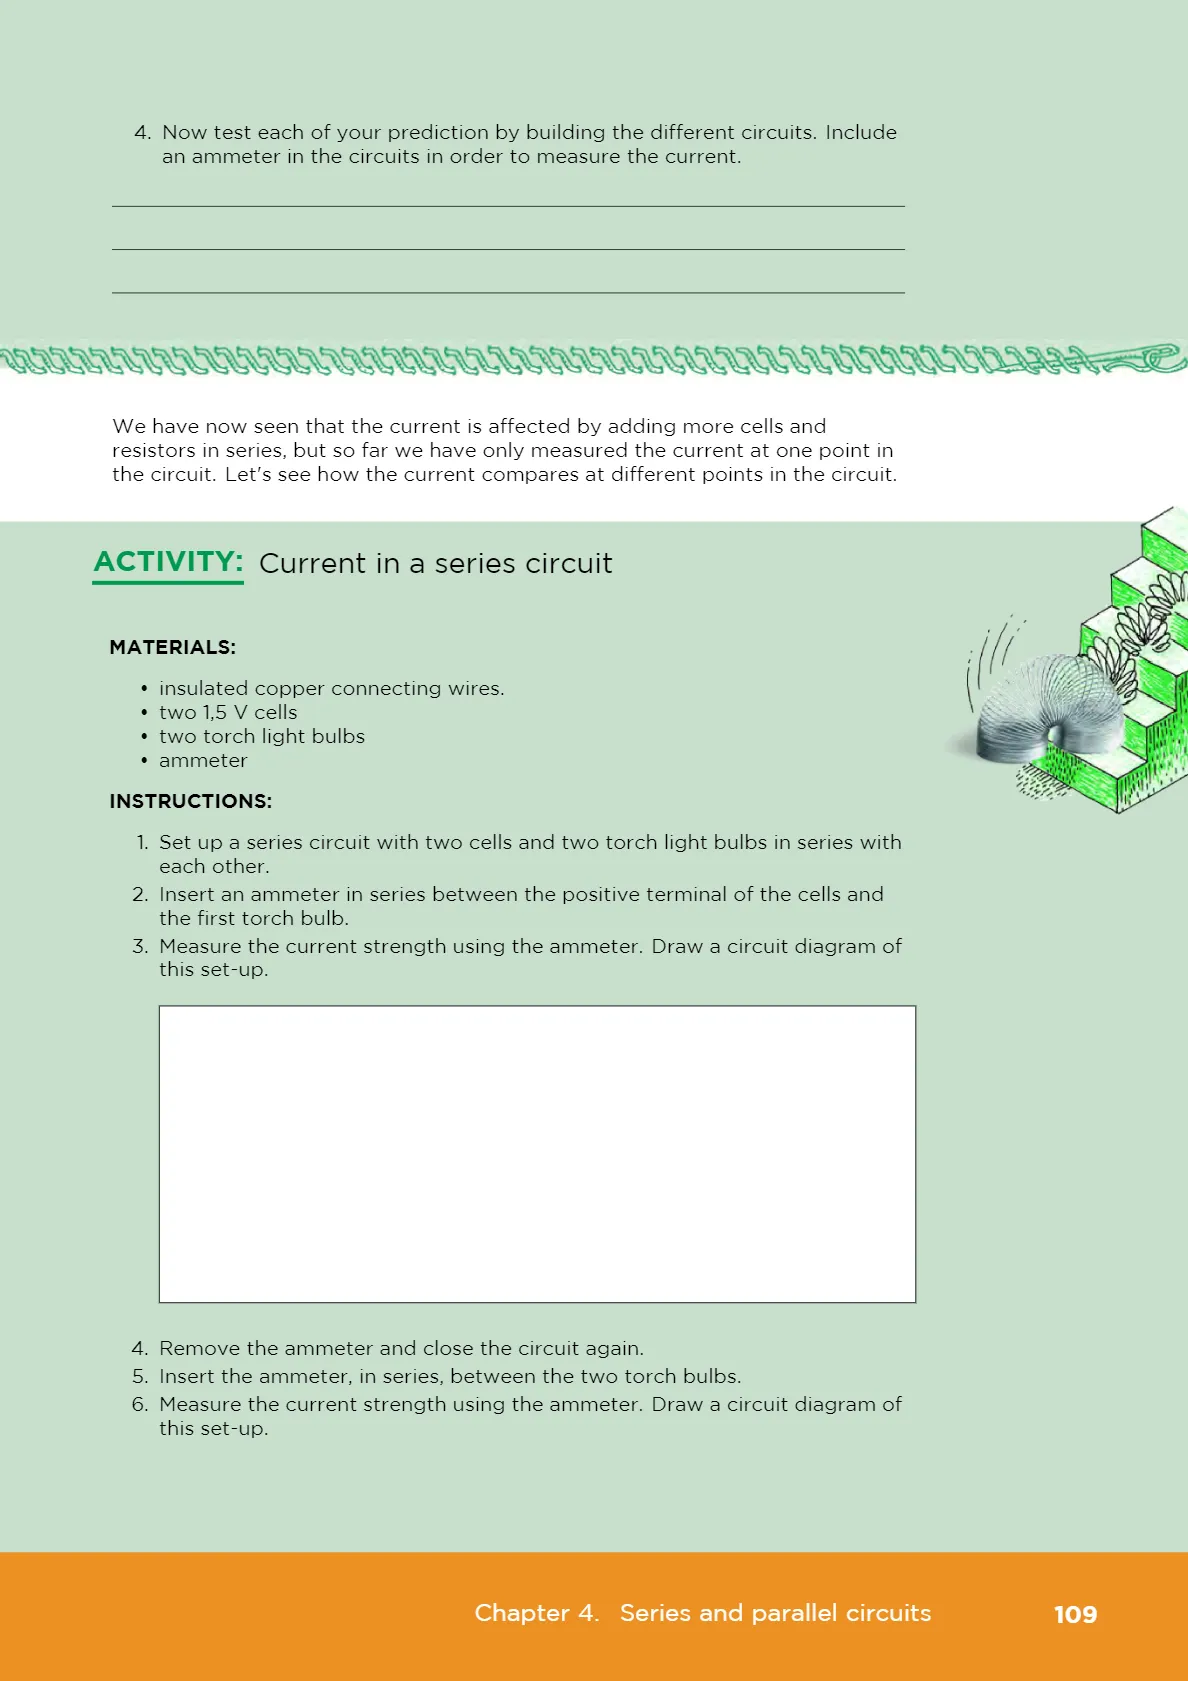 4. Now test each of your prediction by building the different circuits. Include
an ammeter in the circuits in order to measure the current.
We have now seen that the current is affected by adding more cells and
resistors in series, but so far we have only measured the current at one point in
the circuit. Let's see how the current compares at different points in the circuit.
ACTIVITY: Current in a series circuit
MATERIALS:
• insulated copper connecting wires.
• two 1,5 V cells
• two torch light bulbs
• ammeter
INSTRUCTIONS:
1. Set up a series circuit with two cells and two torch light bulbs in series with
each other.
2. Insert an ammeter in series between the positive terminal of the cells and
the first torch bulb.
3. Measure the current strength using the ammeter. Draw a circuit diagram of
this set-up.
4. Remove the ammeter and close the circuit again.
5. Insert the ammeter, in series, between the two torch bulbs.
6. Measure the current strength using the ammeter. Draw a circuit diagram of
this set-up.
Chapter 4. Series and parallel circuits 109